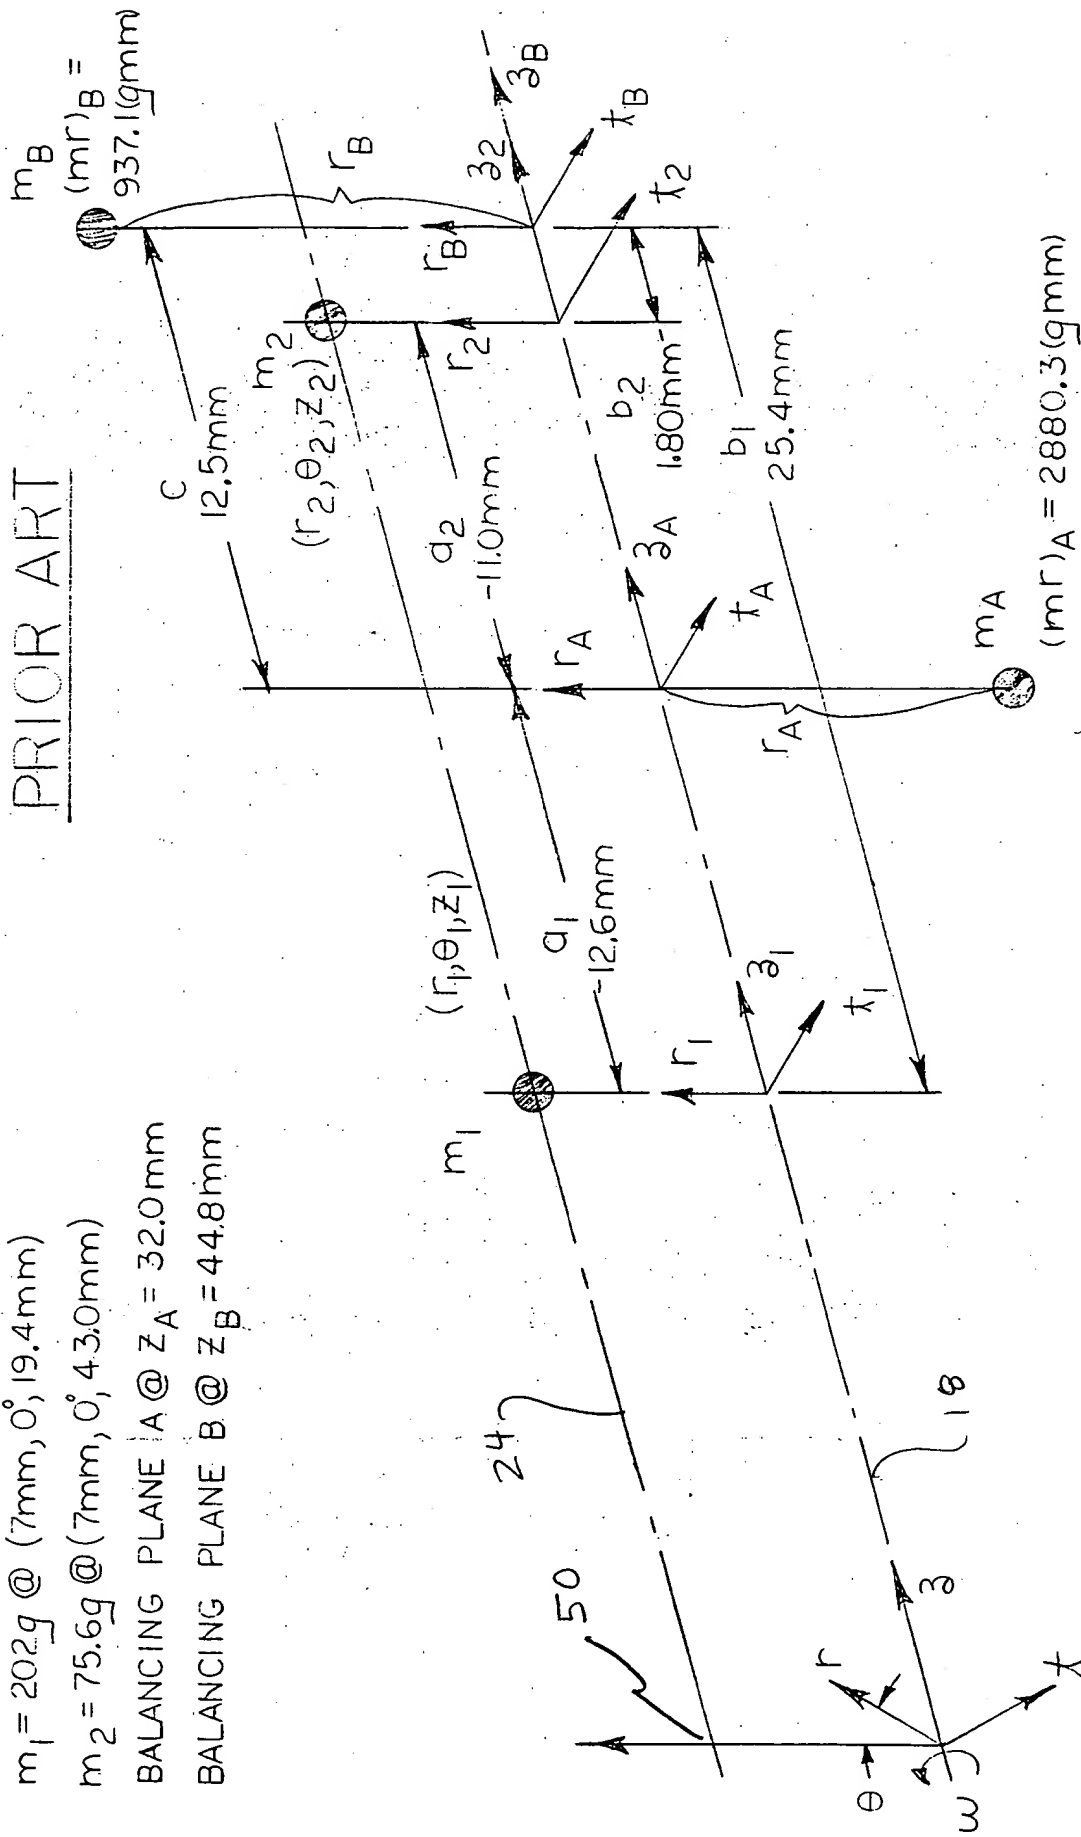 PRIOR ART
m1 = 202g @ (7mm, 0°, 19.4mm)
m2 = 75.6g @ (7mm, 0°, 43.0mm)
BALANCING PLANE A @ ZA = 32.0mm
BALANCING PLANE B @ ZB = 44.8mm
mB
(mr)B =
937.1(gmm)
C
12.5mm
rB
m2
(r2, θ2, z2)
rB
zB
z2
tB
r2
t2
a2
-11.0mm
b2
1.80mm
b1
25.4mm
(r1, θ1, z1)
a1
-12.6mm
rA
zA
tA
rA
mA
(mr)A = 2880.3(gmm)
m1
r1
z1
t1
24
18
50
r
z
t
θ
ω